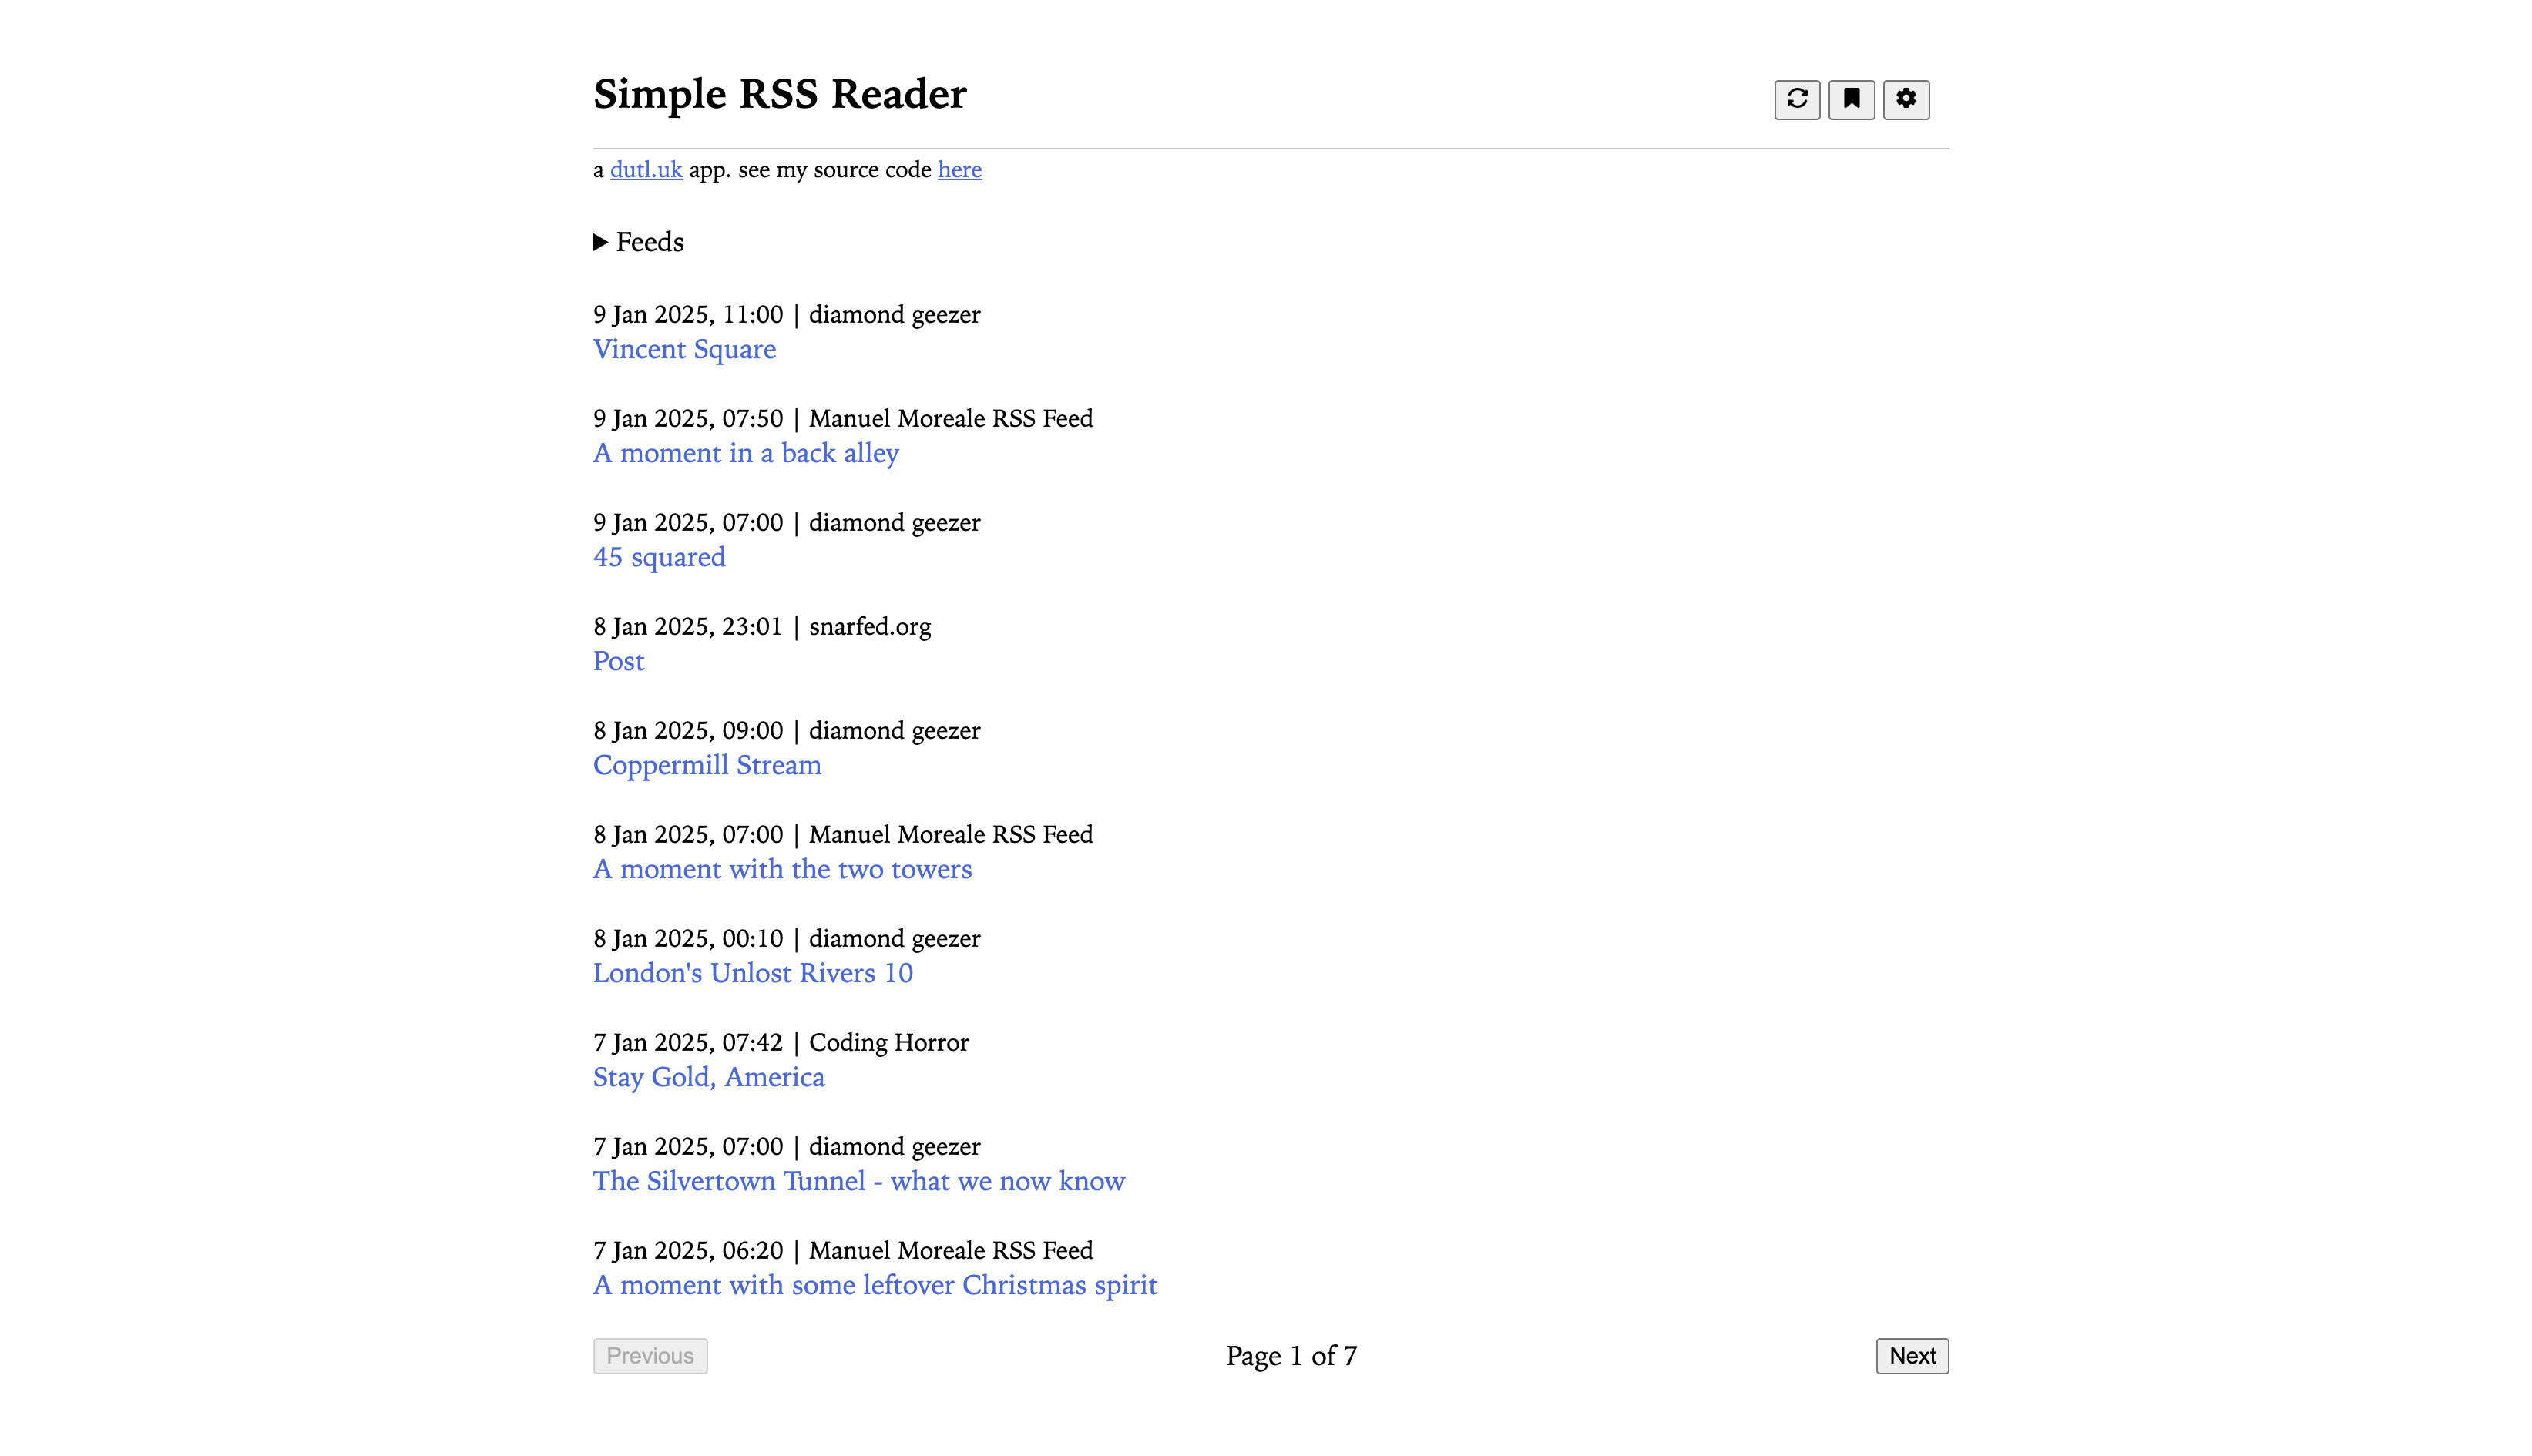 Simple RSS Reader
a dutl.uk app. see my source code here
Feeds
9 Jan 2025, 11:00 | diamond geezer
Vincent Square
9 Jan 2025, 07:50 | Manuel Moreale RSS Feed
A moment in a back alley
9 Jan 2025, 07:00 | diamond geezer
45 squared
8 Jan 2025, 23:01 | snarfed.org
Post
8 Jan 2025, 09:00 | diamond geezer
Coppermill Stream
8 Jan 2025, 07:00 | Manuel Moreale RSS Feed
A moment with the two towers
8 Jan 2025, 00:10 | diamond geezer
London's Unlost Rivers 10
7 Jan 2025, 07:42 | Coding Horror
Stay Gold, America
7 Jan 2025, 07:00 | diamond geezer
The Silvertown Tunnel - what we now know
7 Jan 2025, 06:20 | Manuel Moreale RSS Feed
A moment with some leftover Christmas spirit
Previous Page 1 of 7 Next